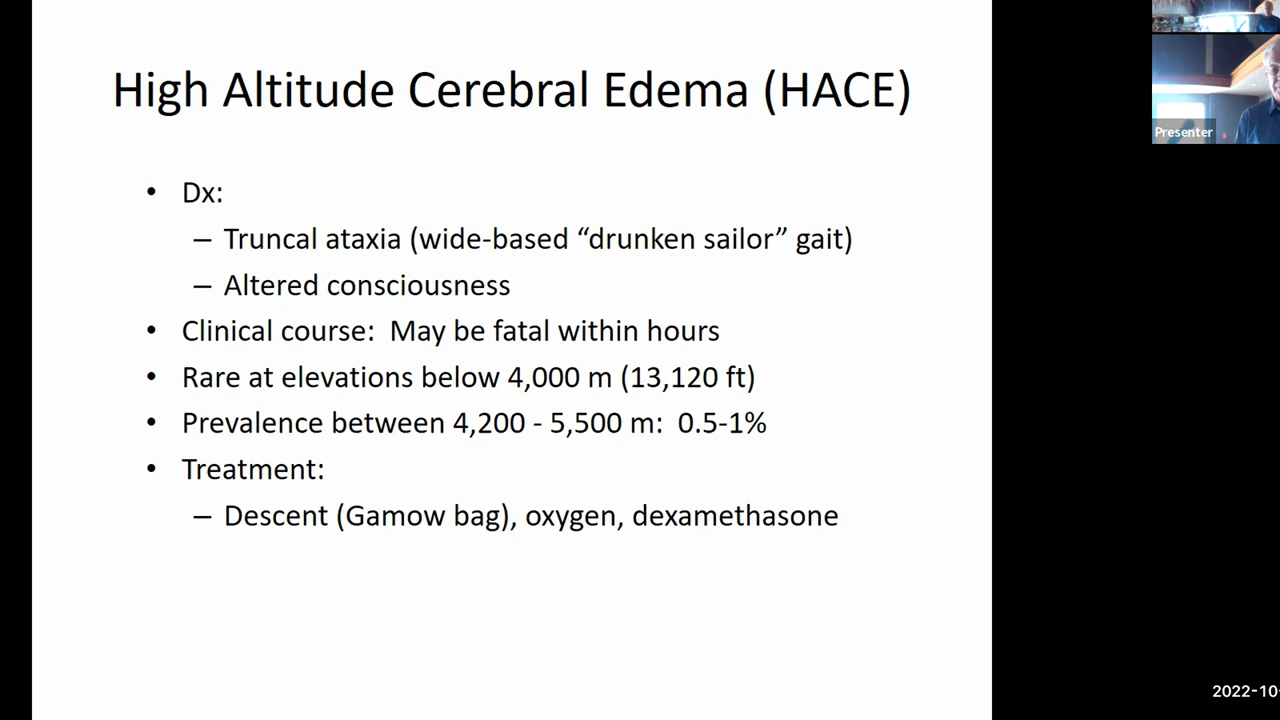 High Altitude Cerebral Edema (HACE)
• Dx:
– Truncal ataxia (wide-based “drunken sailor” gait)
– Altered consciousness
• Clinical course:  May be fatal within hours
• Rare at elevations below 4,000 m (13,120 ft)
• Prevalence between 4,200 - 5,500 m:  0.5-1%
• Treatment:
– Descent (Gamow bag), oxygen, dexamethasone
Presenter
2022-10-